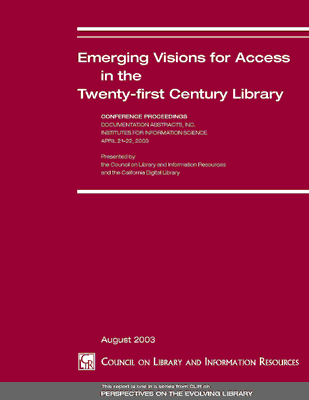 Emerging Visions for Access
in the
Twenty-first Century Library
CONFERENCE PROCEEDINGS
DOCUMENTATION ABSTRACTS, INC.
INSTITUTES FOR INFORMATION SCIENCE
APRIL 21-22, 2003
Presented by
the Council on Library and Information Resources
and the California Digital Library
August 2003
CLIR
COUNCIL ON LIBRARY AND INFORMATION RESOURCES
This report is one in a series from CLIR on
PERSPECTIVES ON THE EVOLVING LIBRARY